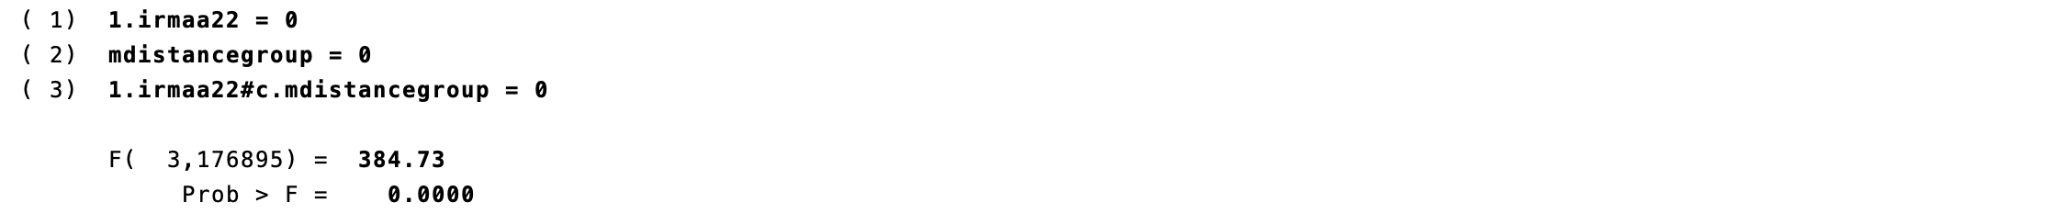 ( 1)  1.irmaa22 = 0
( 2)  mdistancegroup = 0
( 3)  1.irmaa22#c.mdistancegroup = 0
F(  3,176895) =  384.73
Prob > F =    0.0000